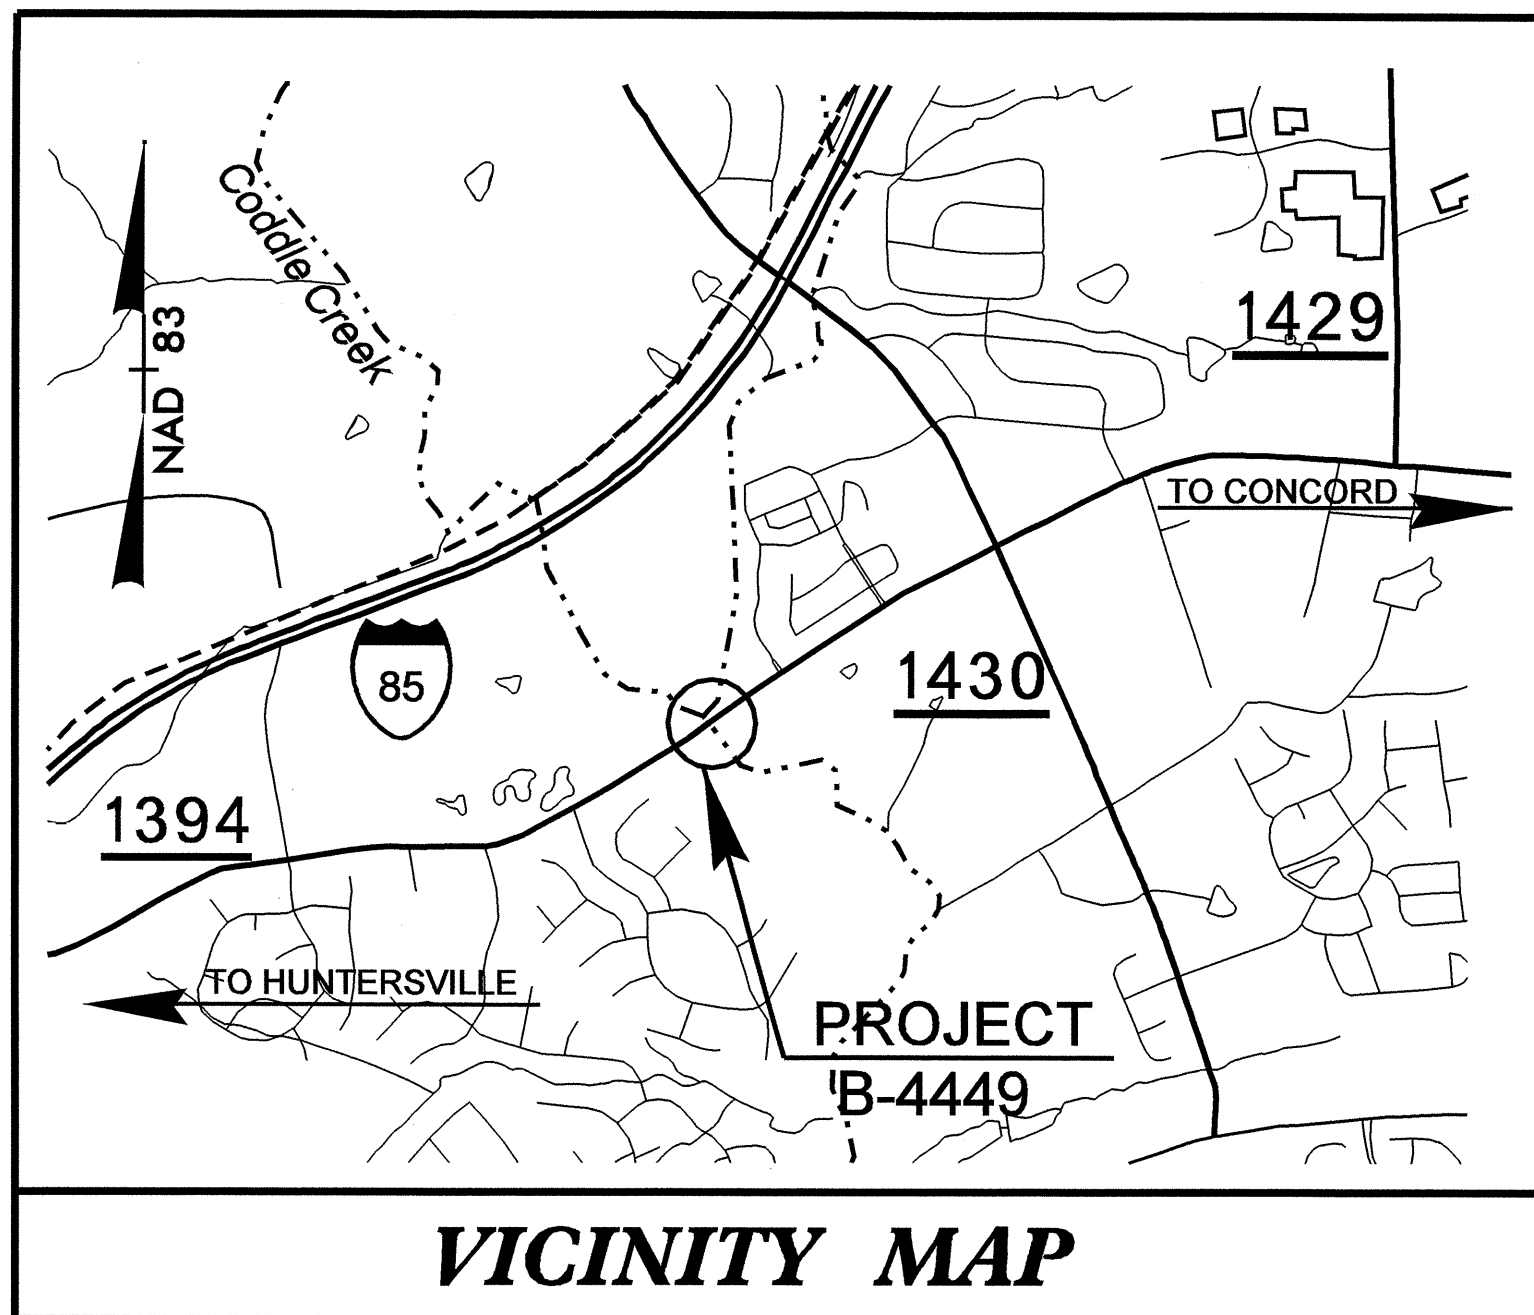 Coddle Creek
NAD 83
1429
TO CONCORD
85
1430
1394
TO HUNTERSVILLE
PROJECT
B-4449
VICINITY MAP